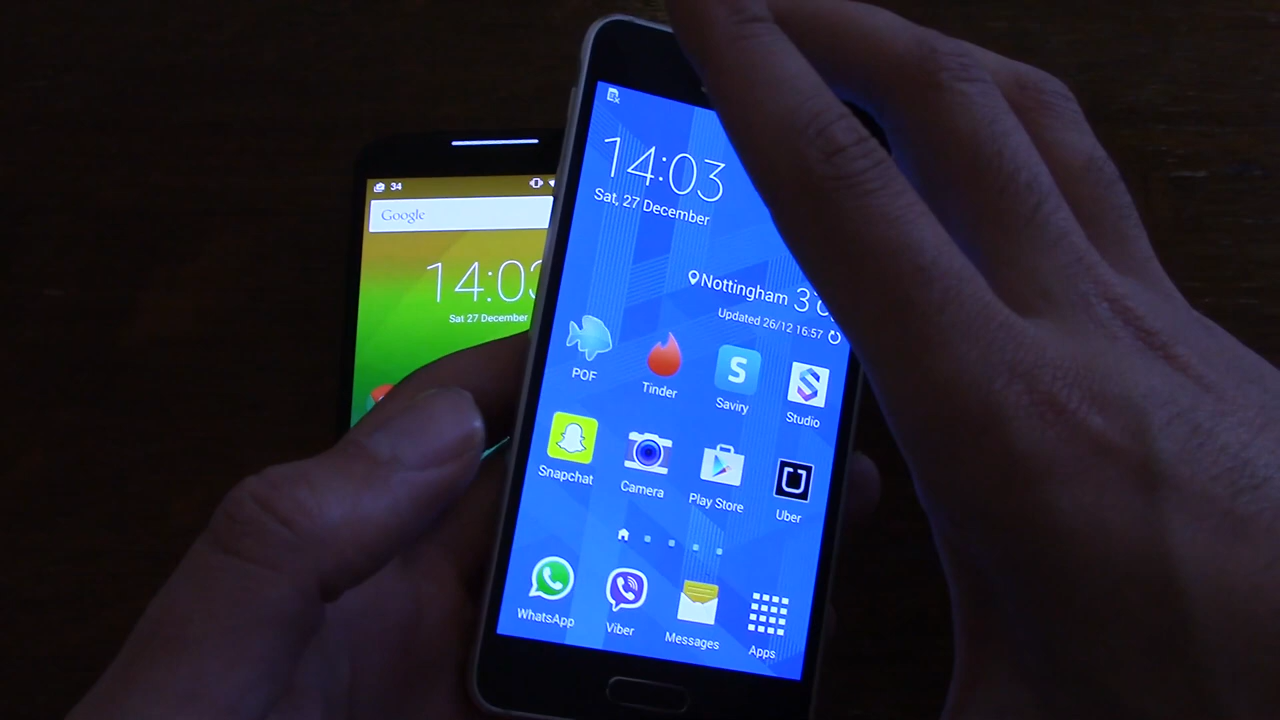 34
Google
14:03
Sat 27 December
14:03
Sat, 27 December
Nottingham 3°
Updated 26/12 16:57
POF
Tinder
S
Saviry
Studio
Snapchat
Camera
Play Store
Uber
WhatsApp
Viber
Messages
Apps